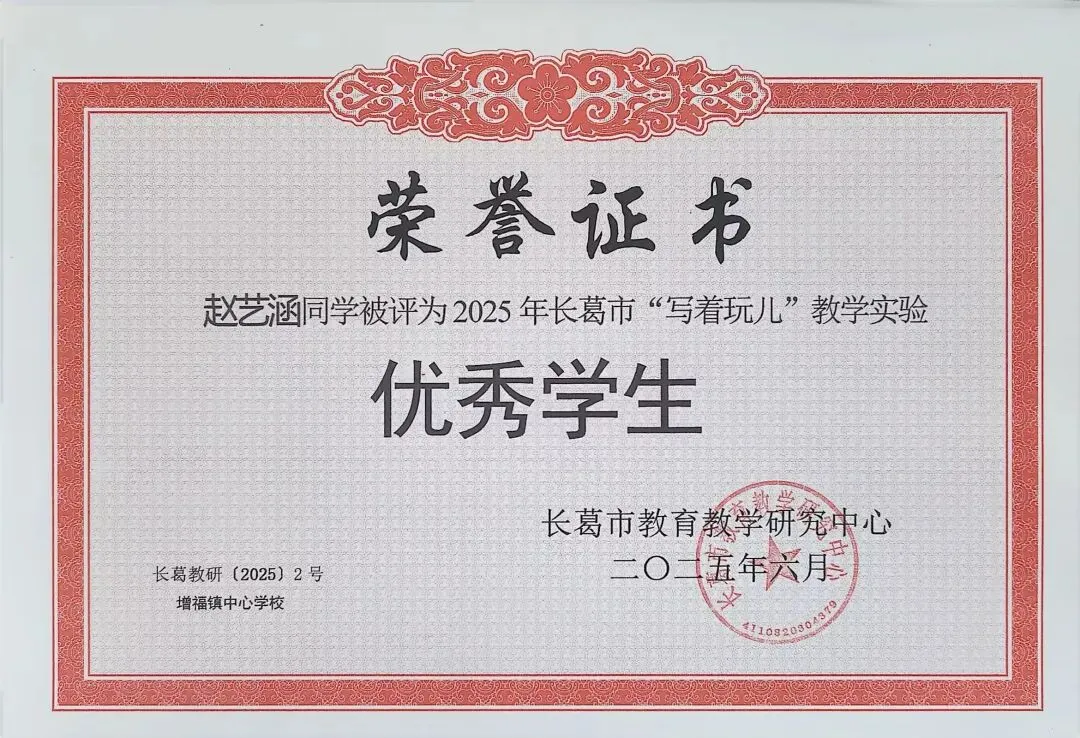 荣誉证书
赵艺涵同学被评为2025年长葛市“写着玩儿”教学实验
优秀学生
长葛市教育教学研究中心
二〇二五年六月
长葛教研〔2025〕2号
增福镇中心学校
4110820304379